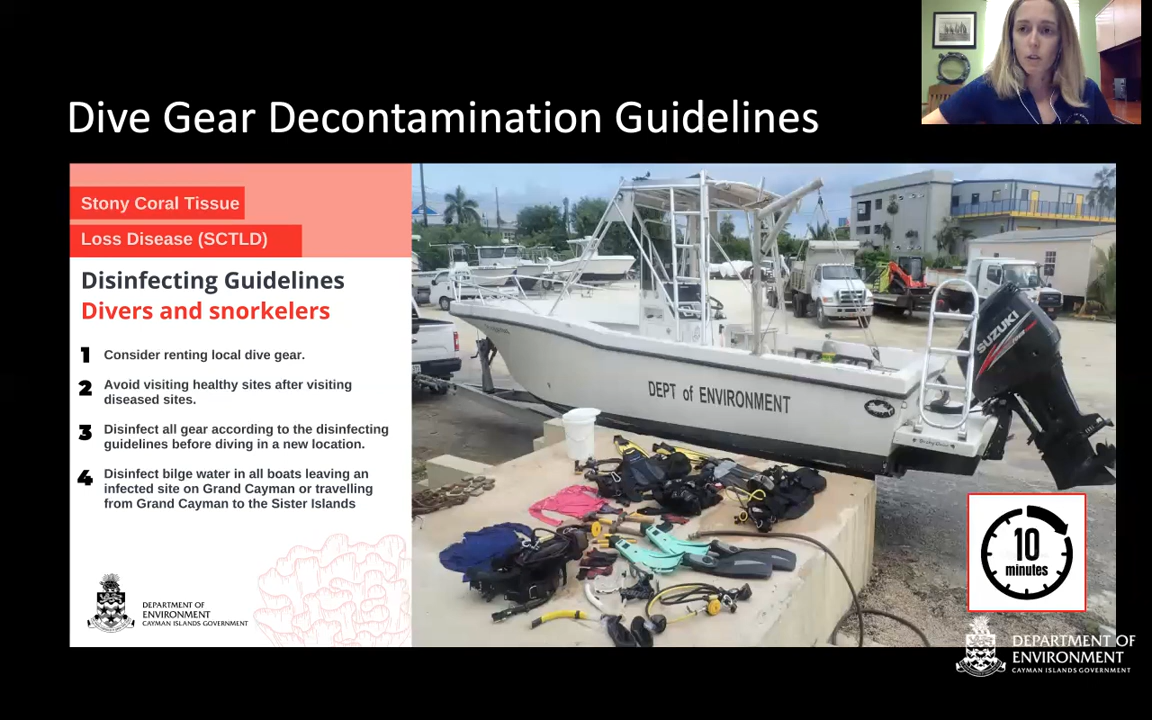 Dive Gear Decontamination Guidelines
Stony Coral Tissue
Loss Disease (SCTLD)
Disinfecting Guidelines
Divers and snorkelers
1 Consider renting local dive gear.
2 Avoid visiting healthy sites after visiting
diseased sites.
3 Disinfect all gear according to the disinfecting
guidelines before diving in a new location.
4 Disinfect bilge water in all boats leaving an
infected site on Grand Cayman or travelling
from Grand Cayman to the Sister Islands
DEPARTMENT OF
ENVIRONMENT
CAYMAN ISLANDS GOVERNMENT
DEPT of ENVIRONMENT
SUZUKI
10
minutes
DEPARTMENT OF
ENVIRONMENT
CAYMAN ISLANDS GOVERNMENT